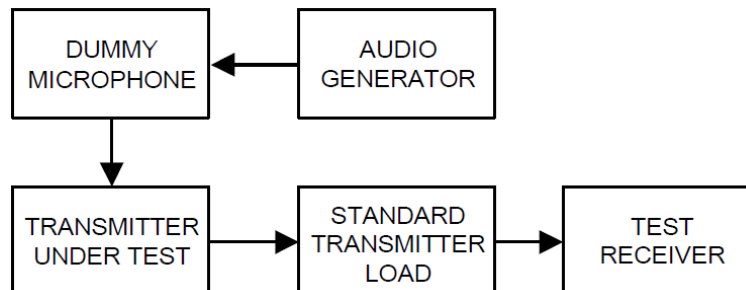 DUMMY
MICROPHONE
AUDIO
GENERATOR
TRANSMITTER
UNDER TEST
STANDARD
TRANSMITTER
LOAD
TEST
RECEIVER